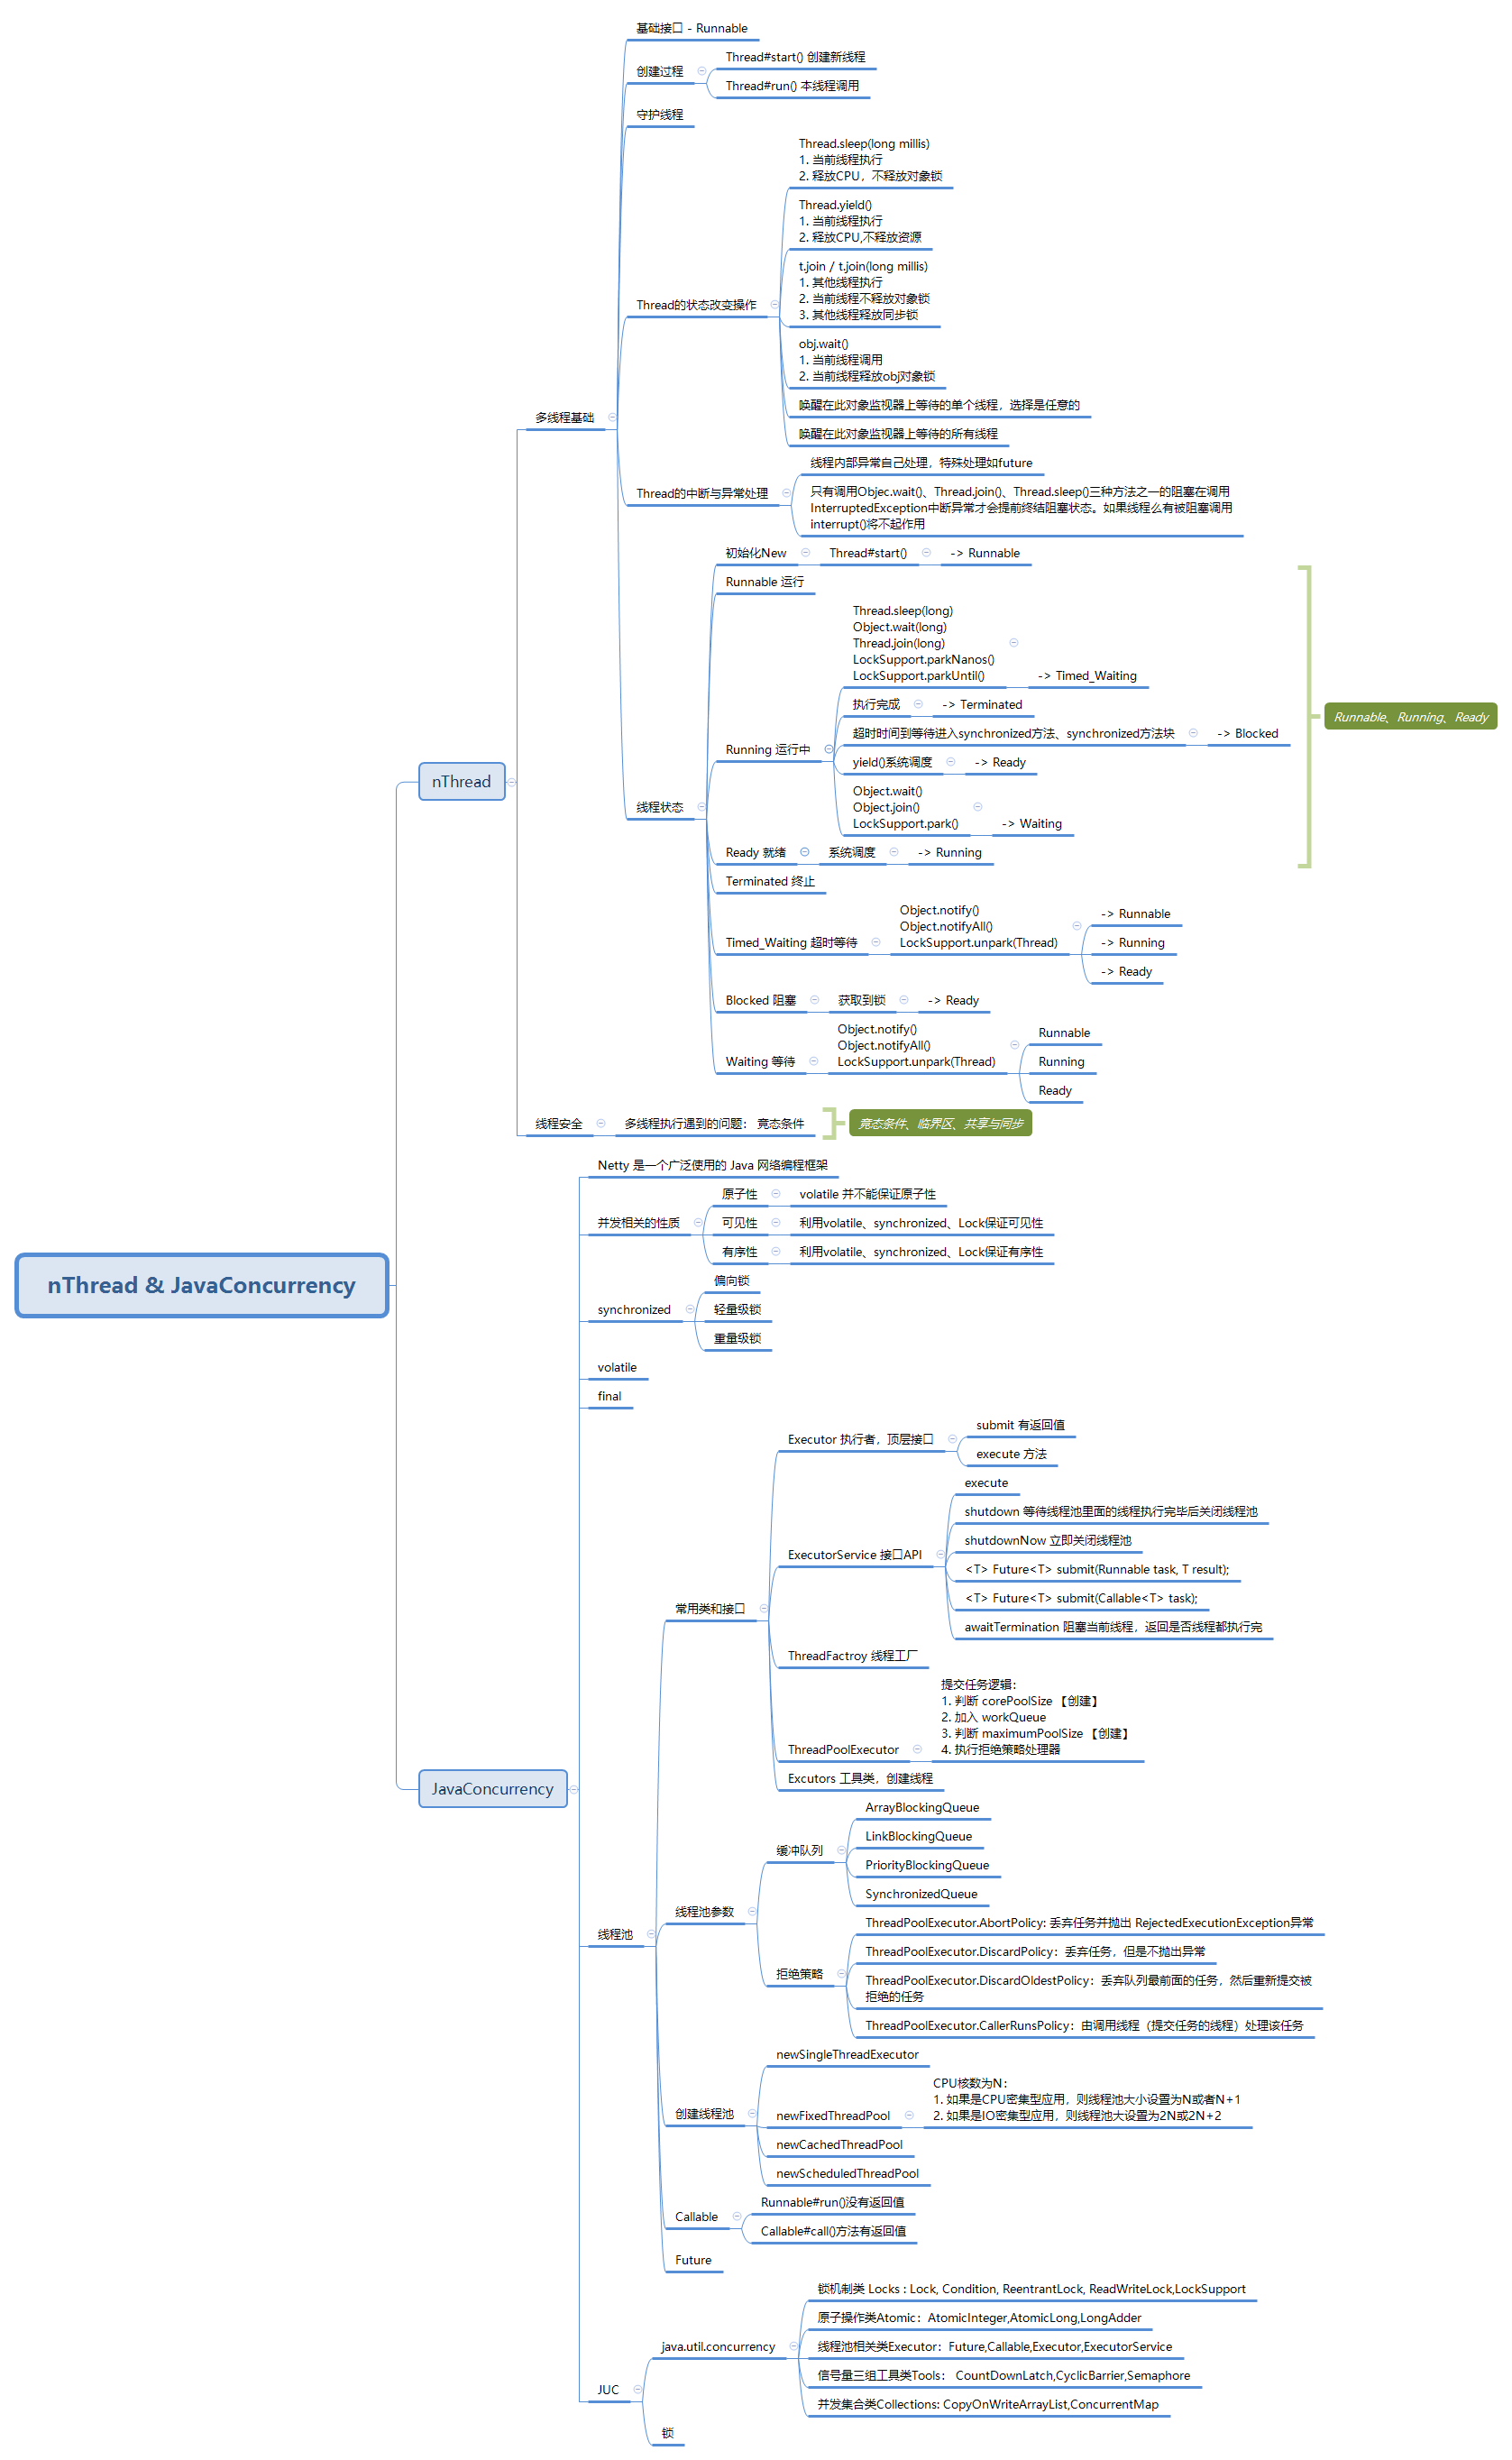 nThread & JavaConcurrency
nThread
多线程基础
基础接口 - Runnable
创建过程
Thread#start() 创建新线程
Thread#run() 本线程调用
守护线程
Thread的状态改变操作
Thread.sleep(long millis)
1. 当前线程执行
2. 释放CPU，不释放对象锁
Thread.yield()
1. 当前线程执行
2. 释放CPU,不释放资源
t.join / t.join(long millis)
1. 其他线程执行
2. 当前线程不释放对象锁
3. 其他线程释放同步锁
obj.wait()
1. 当前线程调用
2. 当前线程释放obj对象锁
唤醒在此对象监视器上等待的单个线程，选择是任意的
唤醒在此对象监视器上等待的所有线程
Thread的中断与异常处理
线程内部异常自己处理，特殊处理如future
只有调用Objec.wait()、Thread.join()、Thread.sleep()三种方法之一的阻塞在调用
InterruptedException中断异常才会提前终结阻塞状态。如果线程么有被阻塞调用
interrupt()将不起作用
线程状态
初始化New
Thread#start()
-> Runnable
Runnable 运行
Running 运行中
Thread.sleep(long)
Object.wait(long)
Thread.join(long)
LockSupport.parkNanos()
LockSupport.parkUntil()
-> Timed_Waiting
执行完成
-> Terminated
超时时间到等待进入synchronized方法、synchronized方法块
-> Blocked
yield()系统调度
-> Ready
Object.wait()
Object.join()
LockSupport.park()
-> Waiting
Ready 就绪
系统调度
-> Running
Runnable、Running、Ready
Terminated 终止
Timed_Waiting 超时等待
Object.notify()
Object.notifyAll()
LockSupport.unpark(Thread)
-> Runnable
-> Running
-> Ready
Blocked 阻塞
获取到锁
-> Ready
Waiting 等待
Object.notify()
Object.notifyAll()
LockSupport.unpark(Thread)
Runnable
Running
Ready
线程安全
多线程执行遇到的问题： 竟态条件
竟态条件、临界区、共享与同步
JavaConcurrency
Netty 是一个广泛使用的 Java 网络编程框架
并发相关的性质
原子性
volatile 并不能保证原子性
可见性
利用volatile、synchronized、Lock保证可见性
有序性
利用volatile、synchronized、Lock保证有序性
synchronized
偏向锁
轻量级锁
重量级锁
volatile
final
线程池
常用类和接口
Executor 执行者，顶层接口
submit 有返回值
execute 方法
ExecutorService 接口API
execute
shutdown 等待线程池里面的线程执行完毕后关闭线程池
shutdownNow 立即关闭线程池
<T> Future<T> submit(Runnable task, T result);
<T> Future<T> submit(Callable<T> task);
awaitTermination 阻塞当前线程，返回是否线程都执行完
ThreadFactroy 线程工厂
ThreadPoolExecutor
提交任务逻辑：
1. 判断 corePoolSize 【创建】
2. 加入 workQueue
3. 判断 maximumPoolSize 【创建】
4. 执行拒绝策略处理器
Excutors 工具类，创建线程
线程池参数
缓冲队列
ArrayBlockingQueue
LinkBlockingQueue
PriorityBlockingQueue
SynchronizedQueue
拒绝策略
ThreadPoolExecutor.AbortPolicy: 丢弃任务并抛出 RejectedExecutionException异常
ThreadPoolExecutor.DiscardPolicy：丢弃任务，但是不抛出异常
ThreadPoolExecutor.DiscardOldestPolicy：丢弃队列最前面的任务，然后重新提交被
拒绝的任务
ThreadPoolExecutor.CallerRunsPolicy：由调用线程（提交任务的线程）处理该任务
创建线程池
newSingleThreadExecutor
newFixedThreadPool
CPU核数为N：
1. 如果是CPU密集型应用，则线程池大小设置为N或者N+1
2. 如果是IO密集型应用，则线程池大设置为2N或2N+2
newCachedThreadPool
newScheduledThreadPool
Callable
Runnable#run()没有返回值
Callable#call()方法有返回值
Future
JUC
java.util.concurrency
锁机制类 Locks : Lock, Condition, ReentrantLock, ReadWriteLock,LockSupport
原子操作类Atomic：AtomicInteger,AtomicLong,LongAdder
线程池相关类Executor：Future,Callable,Executor,ExecutorService
信号量三组工具类Tools： CountDownLatch,CyclicBarrier,Semaphore
并发集合类Collections: CopyOnWriteArrayList,ConcurrentMap
锁